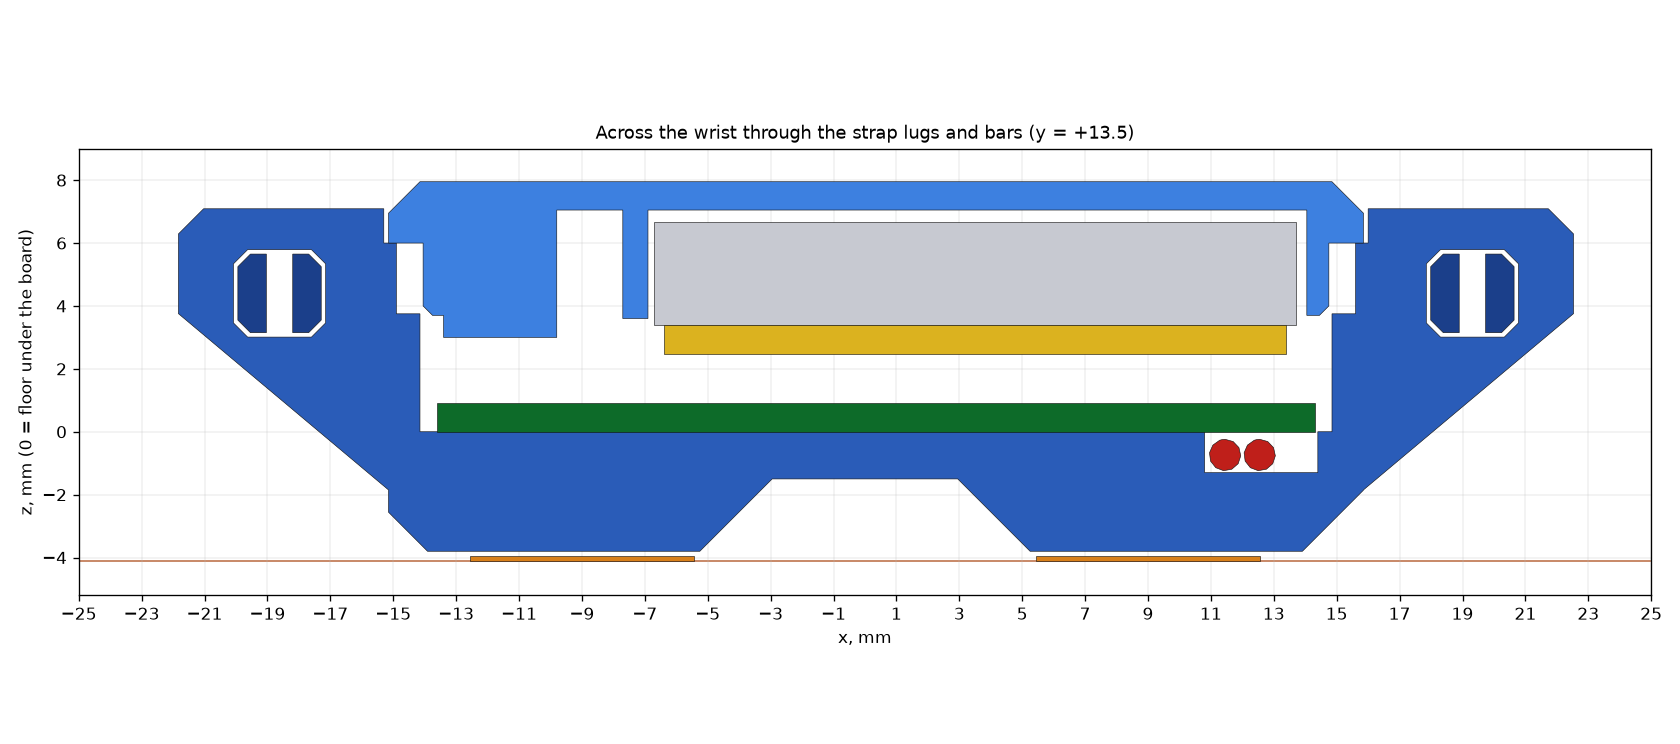 Across the wrist through the strap lugs and bars (y = +13.5)
z, mm (0 = floor under the board)
8
6
4
2
0
−2
−4
−25 −23 −21 −19 −17 −15 −13 −11 −9 −7 −5 −3 −1 1 3 5 7 9 11 13 15 17 19 21 23 25
x, mm